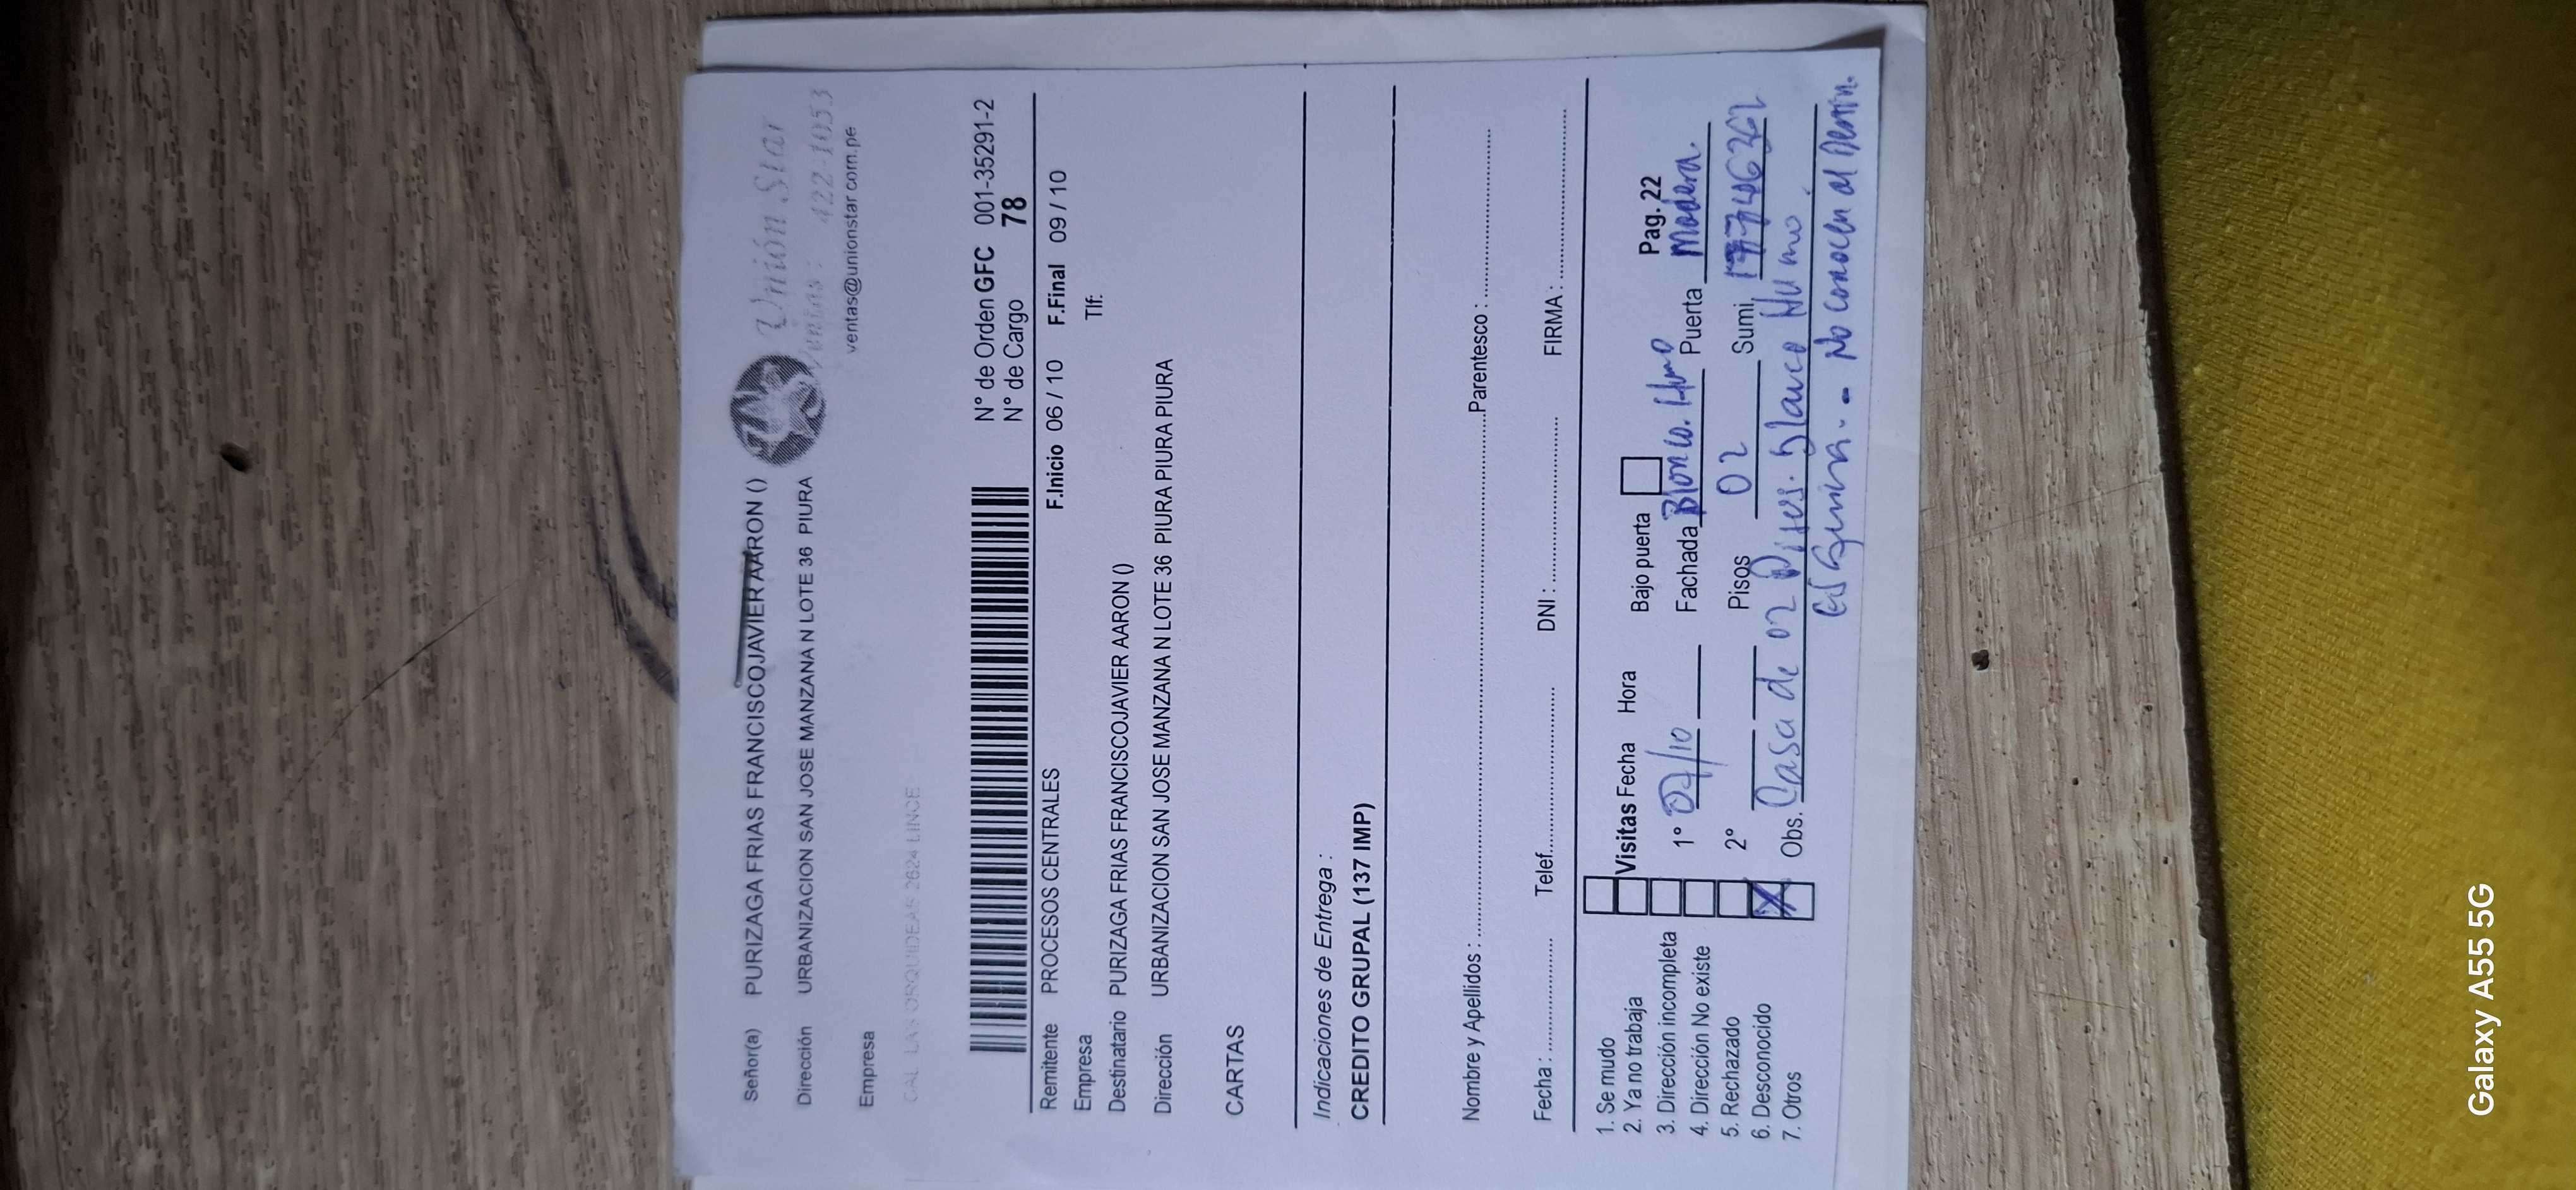 Señor(a) PURIZAGA FRIAS FRANCISCOJAVIER AARON ()
Unión Star
Dirección URBANIZACION SAN JOSE MANZANA N LOTE 36 PIURA
Ventas : 422-1053
ventas@unionstar.com.pe
Empresa
CAL LAS ORQUIDEAS 2624 LINCE
N° de Orden GFC 001-35291-2
N° de Cargo 78
Remitente PROCESOS CENTRALES F.Inicio 06 / 10 F.Final 09 / 10
Empresa Tlf:
Destinatario PURIZAGA FRIAS FRANCISCOJAVIER AARON ()
Dirección URBANIZACION SAN JOSE MANZANA N LOTE 36 PIURA PIURA PIURA
CARTAS
Indicaciones de Entrega :
CREDITO GRUPAL (137 IMP)
Nombre y Apellidos : Parentesco :
Fecha : Telef. DNI : FIRMA :
1. Se mudo
2. Ya no trabaja Visitas Fecha Hora Bajo puerta Pag. 22
3. Dirección incompleta 1° 07/10 Fachada Blanco. Humo Puerta Madera.
4. Dirección No existe
5. Rechazado 2° Pisos 02 Sumi.
6. Desconocido X
7. Otros Obs. Casa de 02 Pisos. Blanco Humo.
Esquina. - No conocen al Destin.